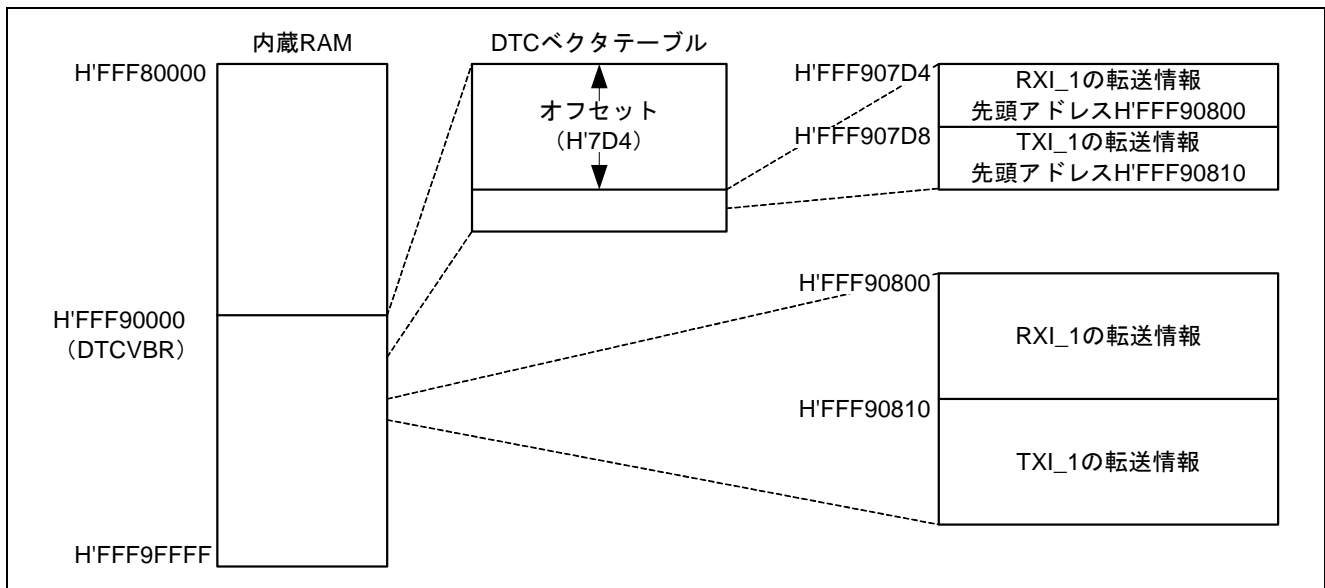 内蔵RAM
H'FFF80000
H'FFF90000
（DTCVBR）
H'FFF9FFFF
DTCベクタテーブル
オフセット
（H'7D4）
H'FFF907D4
RXI_1の転送情報
先頭アドレスH'FFF90800
H'FFF907D8
TXI_1の転送情報
先頭アドレスH'FFF90810
H'FFF90800
RXI_1の転送情報
H'FFF90810
TXI_1の転送情報